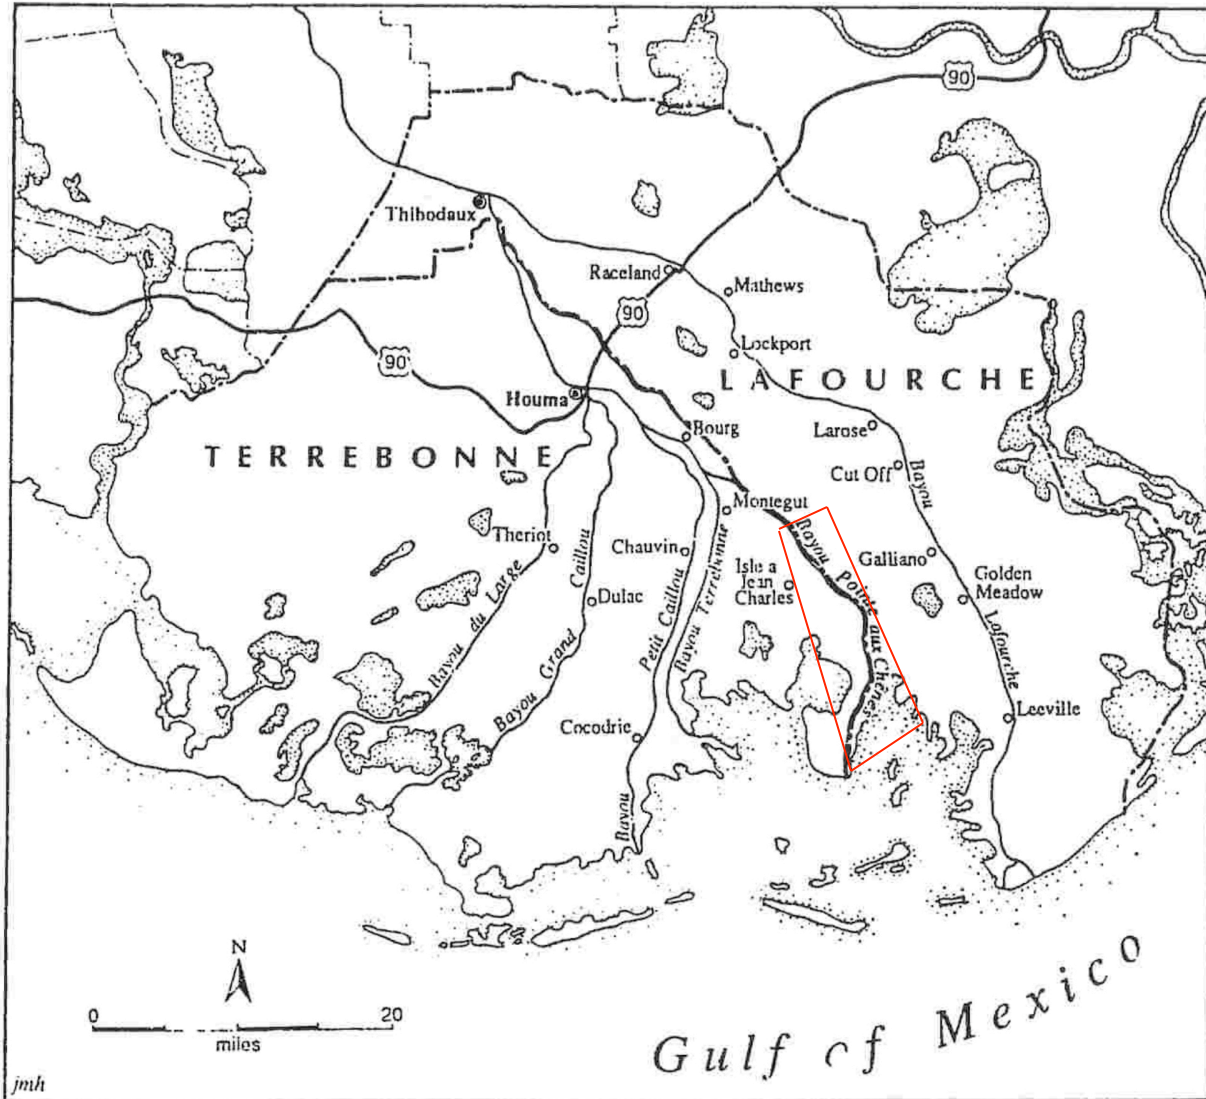 90
Thibodaux
Raceland
Mathews
90
Lockport
90
LAFOURCHE
Houma
Bourg
Larose
TERREBONNE
Cut Off
Bayou
Montegut
Theriot
Chauvin
Bayou Pointe aux Chenes
Galliano
Isle a
Jean
Charles
Golden
Meadow
Dulac
Bayou du Large
Bayou Grand Caillou
Petit Caillou
Bayou Terrebonne
Lafourche
Leeville
Cocodrie
Bayou
N
0 20
miles
Gulf of Mexico
jmh